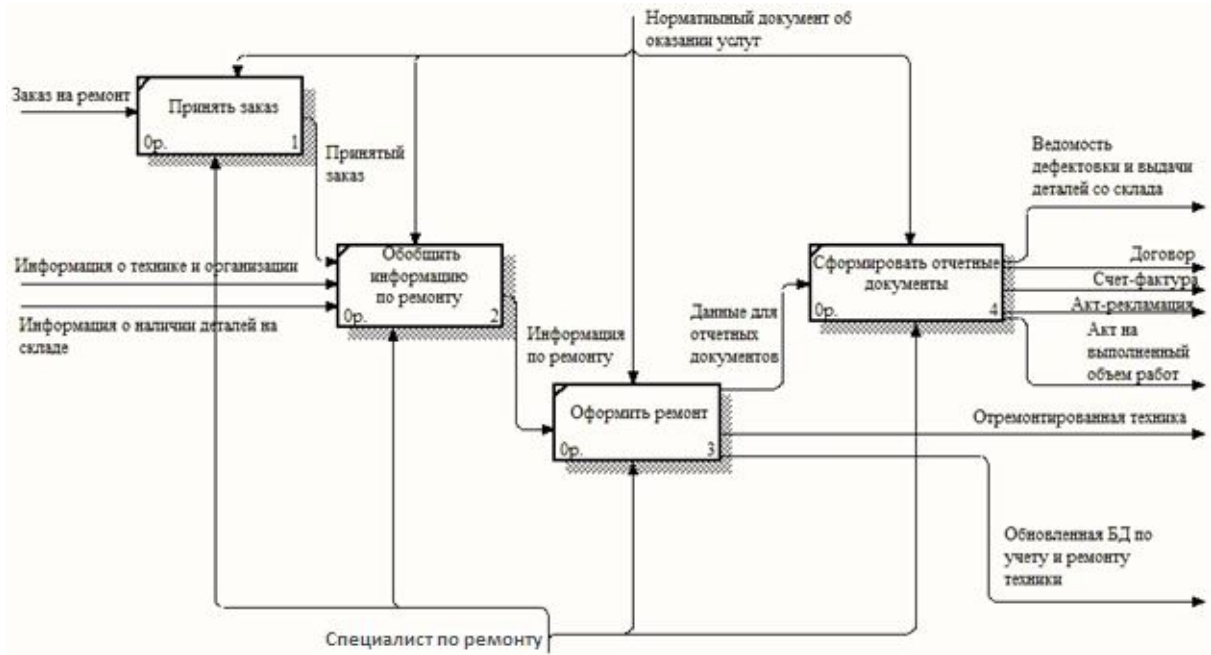 Норматиыный документ об
оказании услуг
Заказ на ремонт
Принять заказ
0р.
1
Принятый
заказ
Ведомость
дефектовки и выдачи
деталей со склада
Информация о технике и организации
Информация о наличии деталей на
складе
Обобщить
информацию
по ремонту
0р.
2
Информация
по ремонту
Данные для
отчетных
документов
Сформировать отчетные
документы
0р.
4
Договор
Счет-фактура
Акт-рекламация
Акт на
выполненный
объем работ
Оформить ремонт
0р.
3
Отремонтированная техника
Обновленная БД по
учету и ремонту
техники
Специалист по ремонту